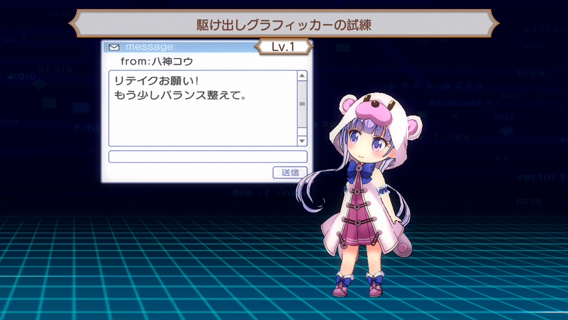 駆け出しグラフィッカーの試練
message
Lv.1
from:八神コウ
リテイクお願い!
もう少しバランス整えて。
送信